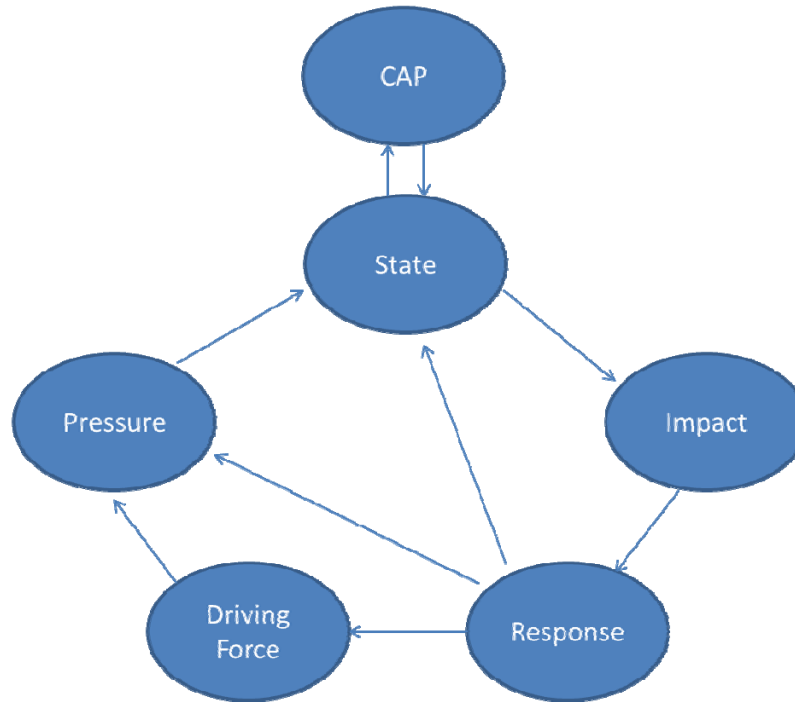 CAP
State
Pressure
Impact
Driving
Force
Response